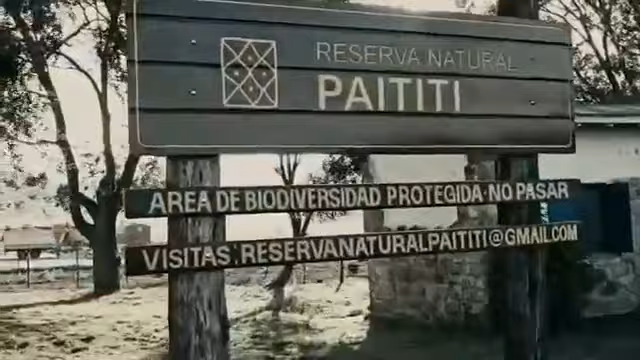 RESERVA NATURAL
PAITITI
AREA DE BIODIVERSIDAD PROTEGIDA·NO PASAR
VISITAS: RESERVANATURALPAITITI@GMAIL.COM